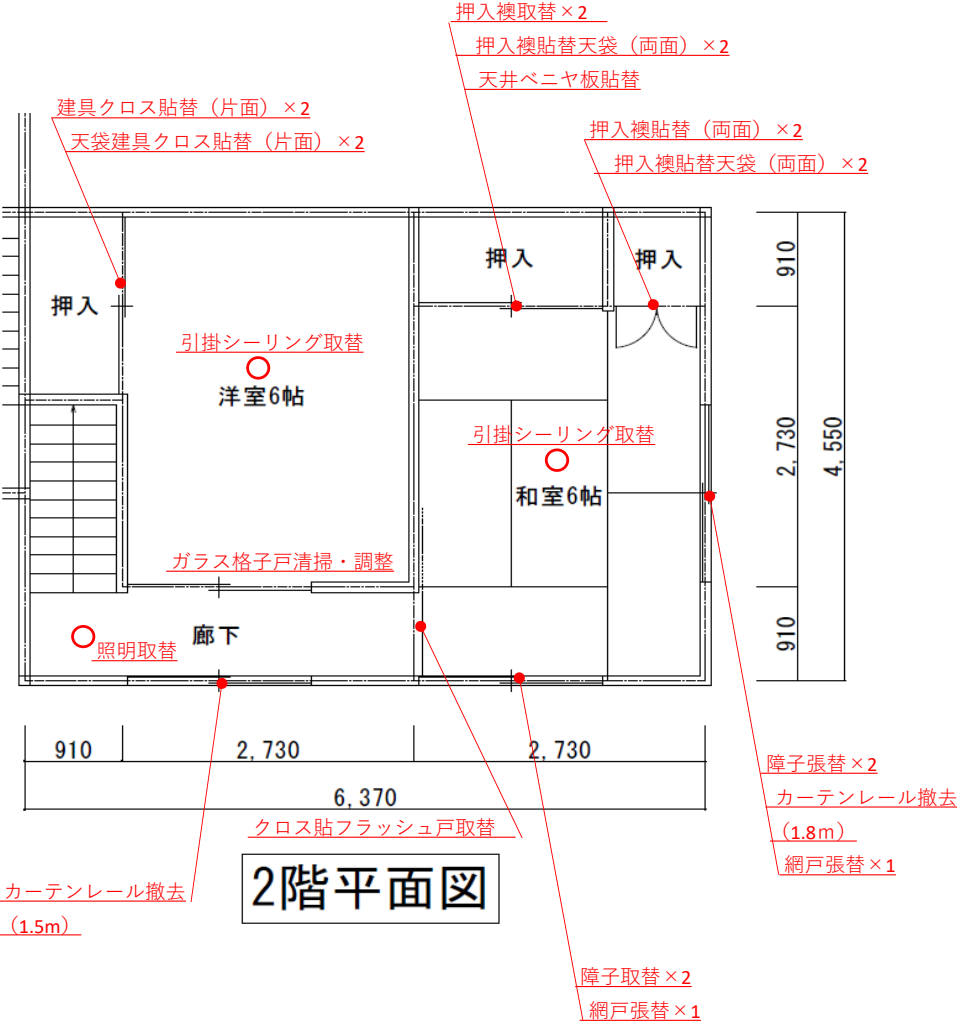 押入襖取替×2
押入襖貼替天袋（両面）×2
天井ベニヤ板貼替
建具クロス貼替（片面）×2
天袋建具クロス貼替（片面）×2
押入襖貼替（両面）×2
押入襖貼替天袋（両面）×2
押入
押入
押入
910
引掛シーリング取替
洋室6帖
引掛シーリング取替
和室6帖
2,730
4,550
ガラス格子戸清掃・調整
廊下
照明取替
910
910
2,730
2,730
6,370
障子張替×2
カーテンレール撤去
（1.8ｍ）
網戸張替×1
クロス貼フラッシュ戸取替
2階平面図
カーテンレール撤去
（1.5ｍ）
障子取替×2
網戸張替×1